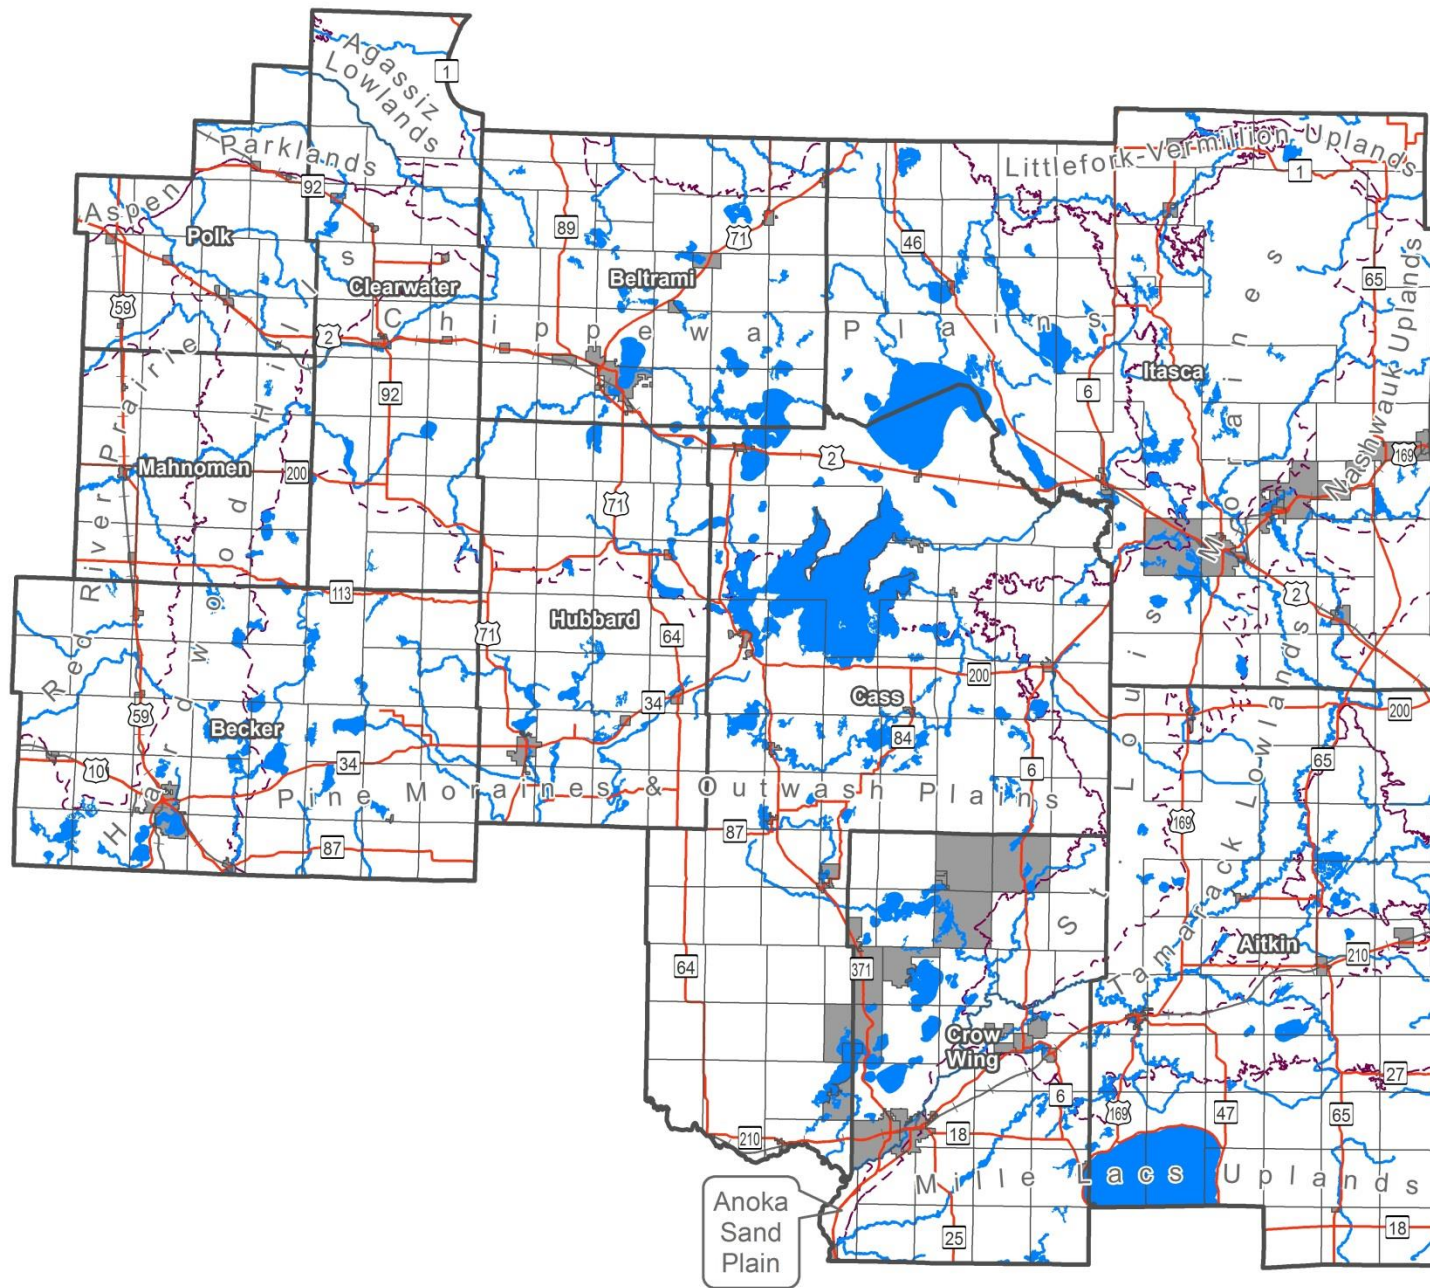 Agassiz
Lowlands
1
Aspen Parklands
Littlefork-Vermillion Uplands
92
1
Polk
89
71
46
65
Clearwater
Beltrami
59
2
Chippewa Plains
Itasca
92
6
Mahnomen
200
2
169
Nashwauk Uplands
71
Red River Prairie
Hardwood Hills
113
2
71
Hubbard
64
St. Louis Moraines
Cass
200
34
59
Becker
84
200
10
34
6
65
Pine Moraines & Outwash Plains
169
87
87
Tamarack Lowlands
Aitkin
64
371
210
Crow
Wing
27
6
169
47
65
210
18
Mille Lacs Uplands
Anoka
Sand
Plain
25
18